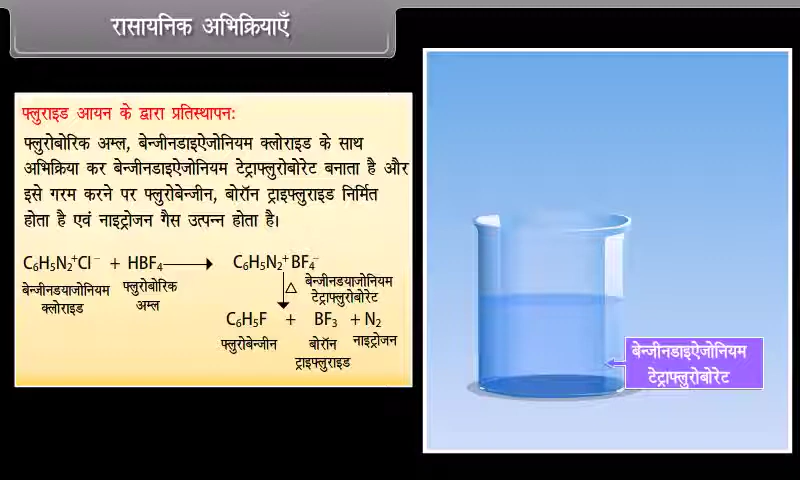 रासायनिक अभिक्रियाएँ
फ्लुराइड आयन के द्वारा प्रतिस्थापन:
फ्लुरोबोरिक अम्ल, बेन्जीनडाइऐजोनियम क्लोराइड के साथ
अभिक्रिया कर बेन्जीनडाइऐजोनियम टेट्राफ्लुरोबोरेट बनाता है और
इसे गरम करने पर फ्लुरोबेन्जीन, बोरॉन ट्राइफ्लुराइड निर्मित
होता है एवं नाइट्रोजन गैस उत्पन्न होता है।
C₆H₅N₂⁺Cl⁻ + HBF₄ ⟶ C₆H₅N₂⁺BF₄⁻
बेन्जीनडयाजोनियम
क्लोराइड
फ्लुरोबोरिक
अम्ल
△
बेन्जीनडयाजोनियम
टेट्राफ्लुरोबोरेट
C₆H₅F + BF₃ + N₂
फ्लुरोबेन्जीन
बोरॉन
ट्राइफ्लुराइड
नाइट्रोजन
बेन्जीनडाइऐजोनियम
टेट्राफ्लुरोबोरेट